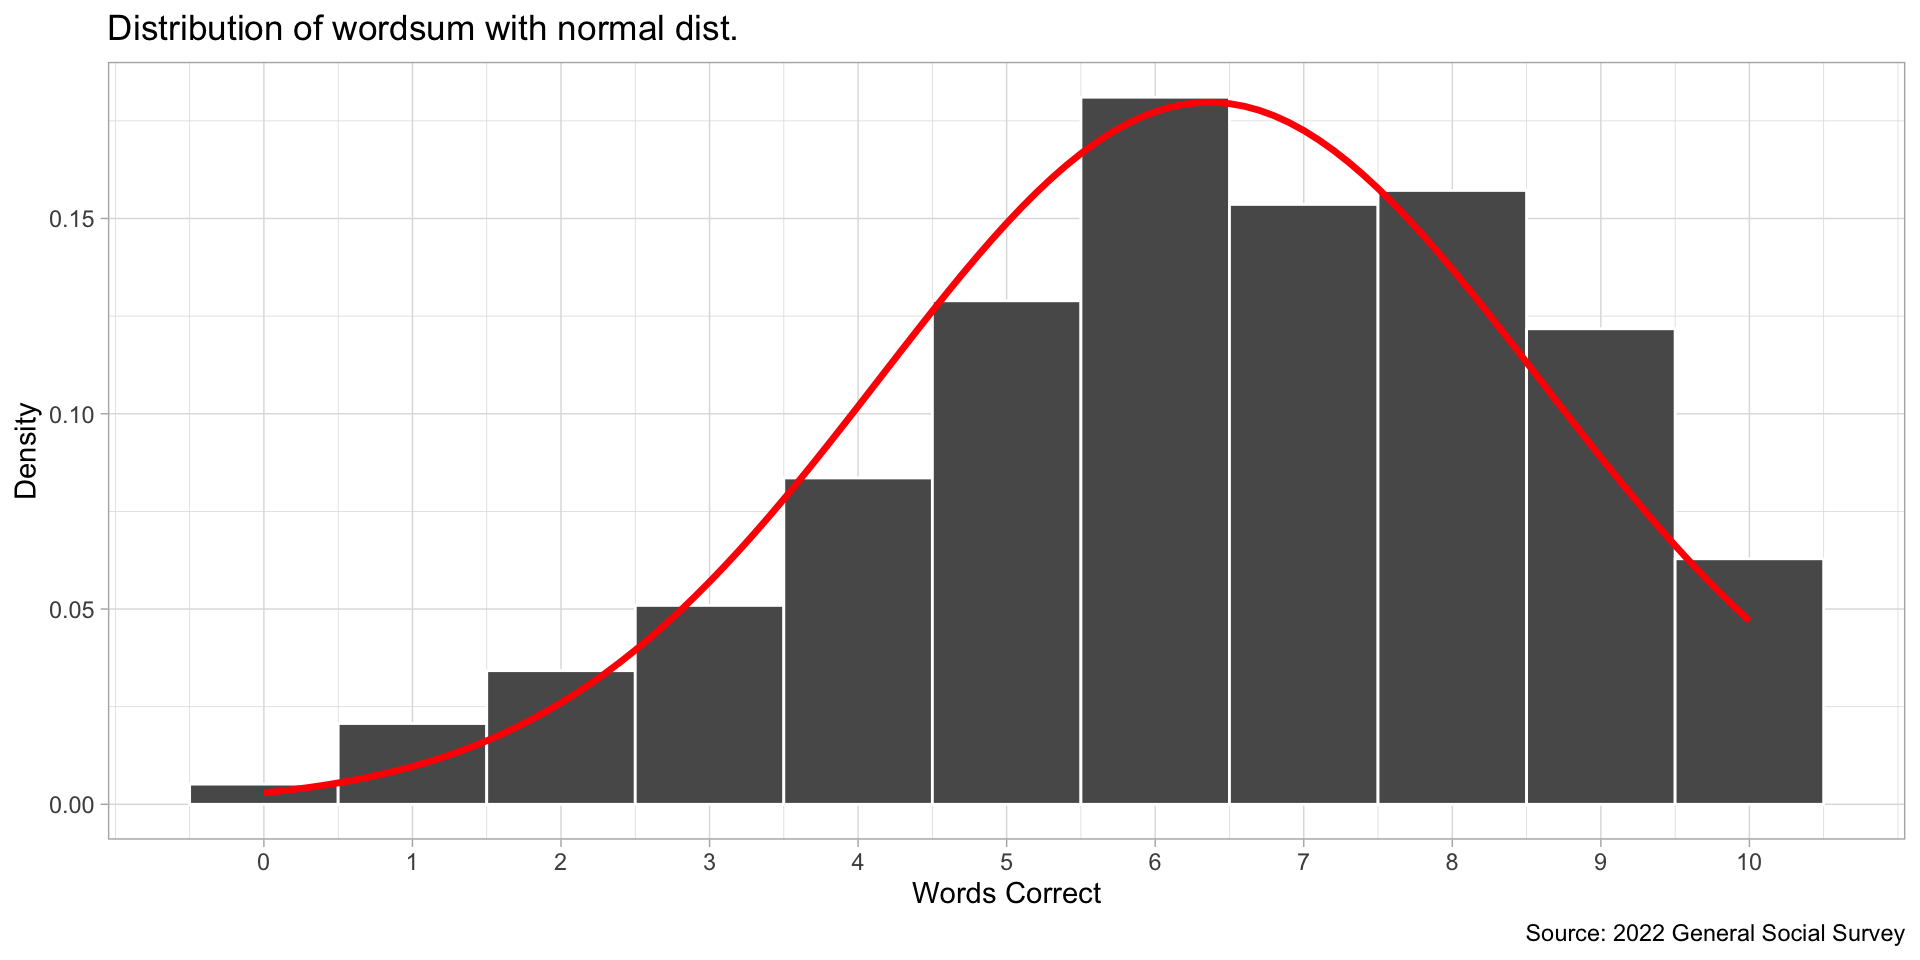 Distribution of wordsum with normal dist.
Density
0.15
0.10
0.05
0.00
0 1 2 3 4 5 6 7 8 9 10
Words Correct
Source: 2022 General Social Survey